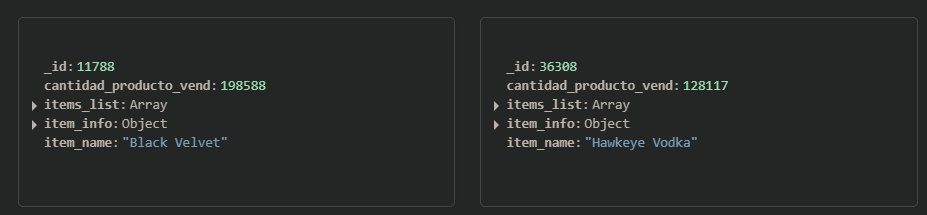 _id: 11788
cantidad_producto_vend: 198588
items_list: Array
item_info: Object
item_name: "Black Velvet"
_id: 36308
cantidad_producto_vend: 128117
items_list: Array
item_info: Object
item_name: "Hawkeye Vodka"